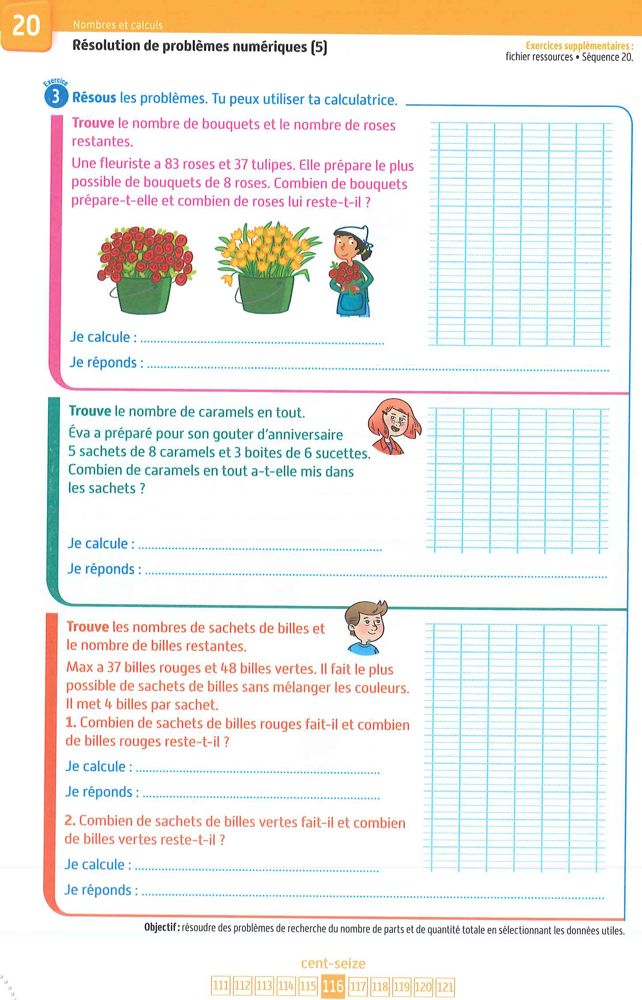 20
Nombres et calculs
Résolution de problèmes numériques (5)
Exercices supplémentaires :
fichier ressources • Séquence 20.
Exercice
3 Résous les problèmes. Tu peux utiliser ta calculatrice.
Trouve le nombre de bouquets et le nombre de roses
restantes.
Une fleuriste a 83 roses et 37 tulipes. Elle prépare le plus
possible de bouquets de 8 roses. Combien de bouquets
prépare-t-elle et combien de roses lui reste-t-il ?
Je calcule :
Je réponds :
Trouve le nombre de caramels en tout.
Éva a préparé pour son gouter d’anniversaire
5 sachets de 8 caramels et 3 boites de 6 sucettes.
Combien de caramels en tout a-t-elle mis dans
les sachets ?
Je calcule :
Je réponds :
Trouve les nombres de sachets de billes et
le nombre de billes restantes.
Max a 37 billes rouges et 48 billes vertes. Il fait le plus
possible de sachets de billes sans mélanger les couleurs.
Il met 4 billes par sachet.
1. Combien de sachets de billes rouges fait-il et combien
de billes rouges reste-t-il ?
Je calcule :
Je réponds :
2. Combien de sachets de billes vertes fait-il et combien
de billes vertes reste-t-il ?
Je calcule :
Je réponds :
Objectif : résoudre des problèmes de recherche du nombre de parts et de quantité totale en sélectionnant les données utiles.
cent-seize
111 112 113 114 115 116 117 118 119 120 121